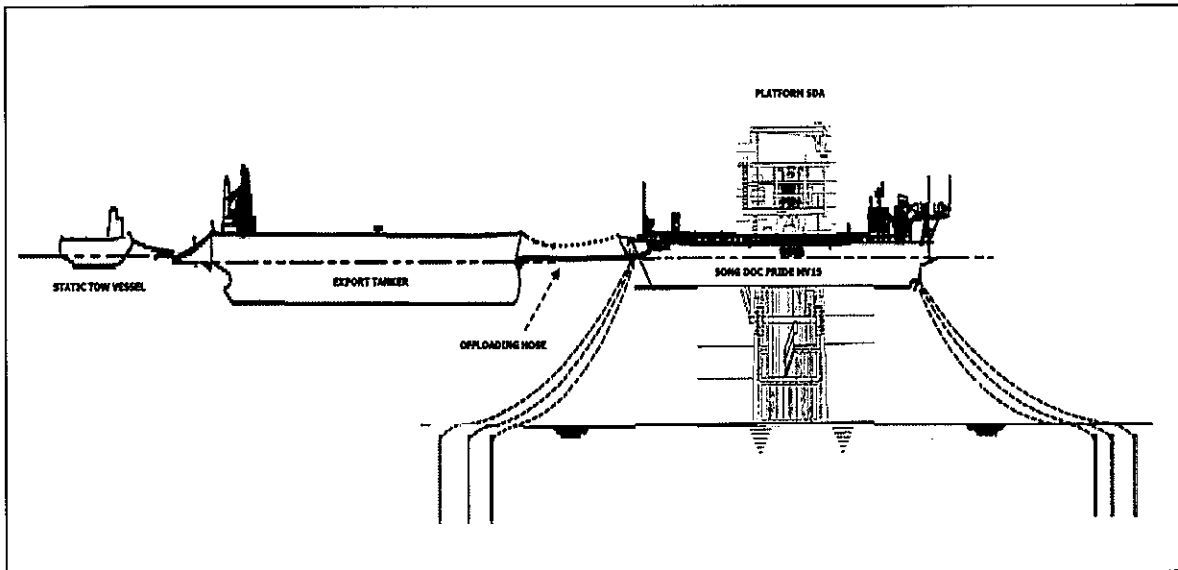 PLATFORM SDA
STATIC TOW VESSEL
EXPORT TANKER
SONG DOC PRIDE MV19
OFFLOADING HOSE